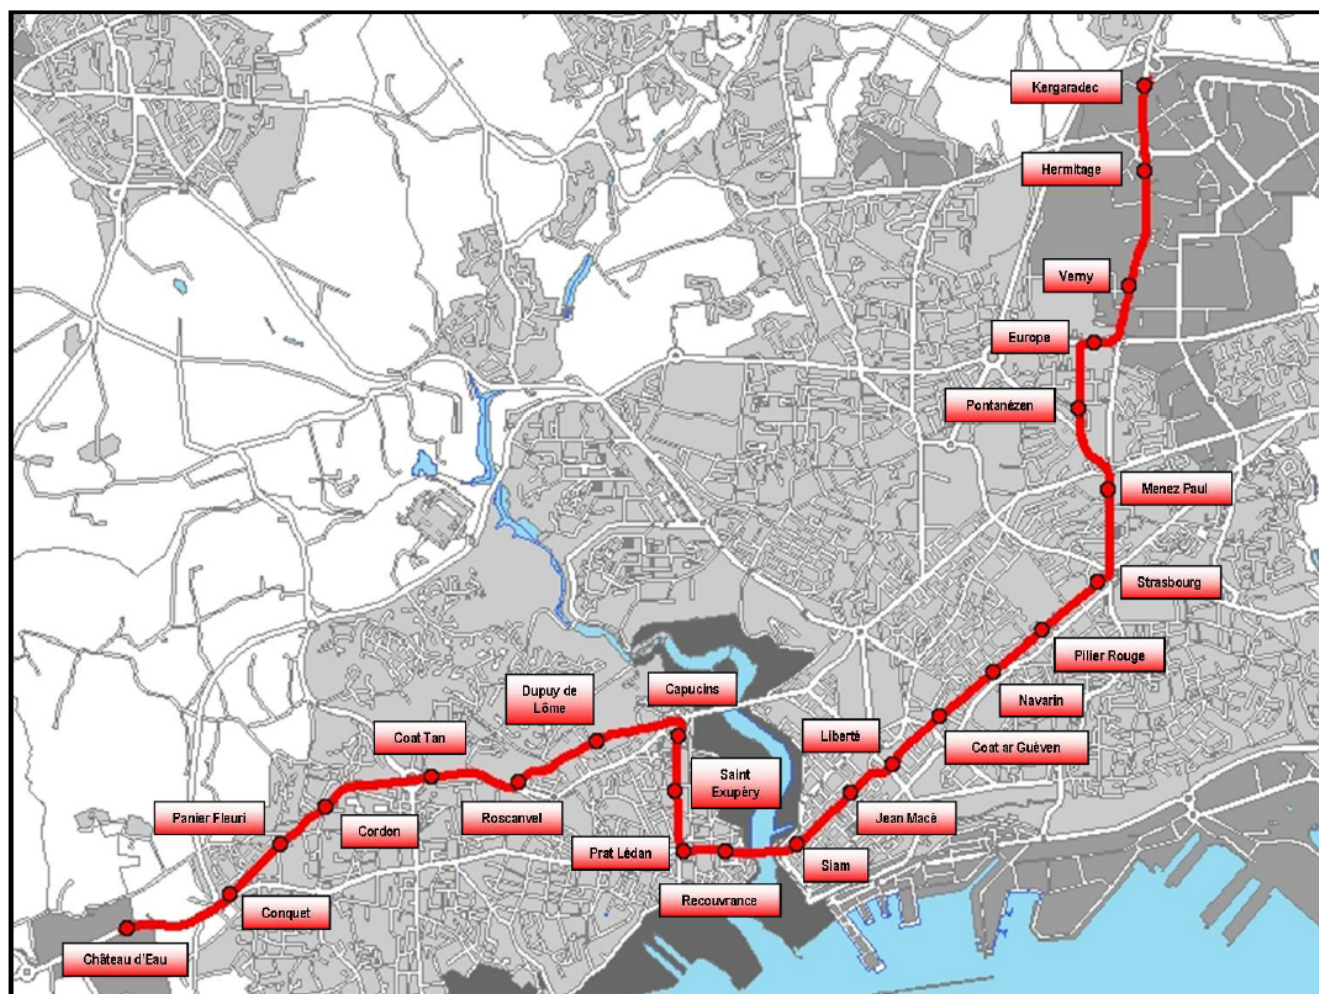 Kergaradec
Hermitage
Verny
Europe
Pontanézen
Menez Paul
Strasbourg
Pilier Rouge
Navarin
Coat ar Guéven
Liberté
Jean Macé
Siam
Recouvrance
Prat Lédan
Saint
Exupéry
Capucins
Dupuy de
Lôme
Roscanvel
Coat Tan
Cordon
Panier Fleuri
Conquet
Château d'Eau